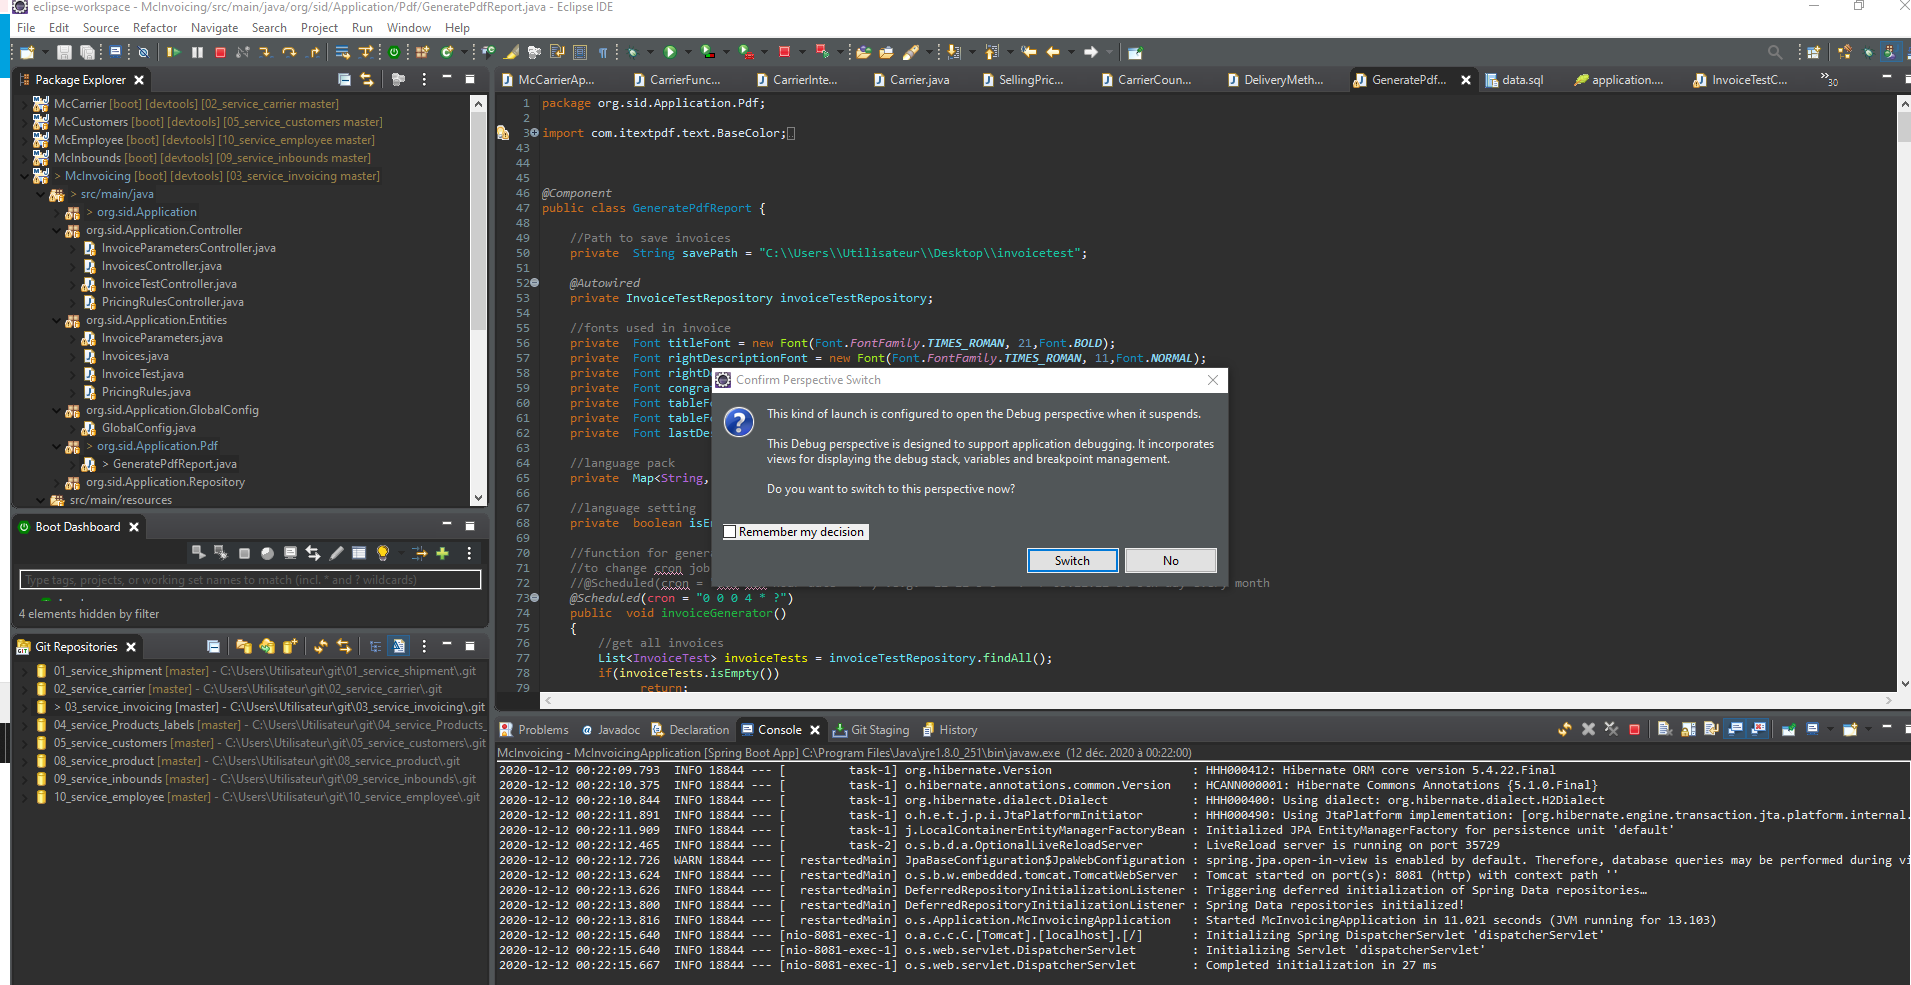 eclipse-workspace - McInvoicing/src/main/java/org/sid/Application/Pdf/GeneratePdfReport.java - Eclipse IDE
File Edit Source Refactor Navigate Search Project Run Window Help
Package Explorer
McCarrier [boot] [devtools] [02_service_carrier master]
McCustomers [boot] [devtools] [05_service_customers master]
McEmployee [boot] [devtools] [10_service_employee master]
McInbounds [boot] [devtools] [09_service_inbounds master]
> McInvoicing [boot] [devtools] [03_service_invoicing master]
> src/main/java
> org.sid.Application
org.sid.Application.Controller
InvoiceParametersController.java
InvoicesController.java
InvoiceTestController.java
PricingRulesController.java
org.sid.Application.Entities
InvoiceParameters.java
Invoices.java
InvoiceTest.java
PricingRules.java
org.sid.Application.GlobalConfig
GlobalConfig.java
> org.sid.Application.Pdf
> GeneratePdfReport.java
org.sid.Application.Repository
src/main/resources
Boot Dashboard
Type tags, projects, or working set names to match (incl. * and ? wildcards)
4 elements hidden by filter
Git Repositories
01_service_shipment [master] - C:\Users\Utilisateur\git\01_service_shipment\.git
02_service_carrier [master] - C:\Users\Utilisateur\git\02_service_carrier\.git
> 03_service_invoicing [master] - C:\Users\Utilisateur\git\03_service_invoicing\.git
04_service_Products_labels [master] - C:\Users\Utilisateur\git\04_service_Products_
05_service_customers [master] - C:\Users\Utilisateur\git\05_service_customers\.git
08_service_product [master] - C:\Users\Utilisateur\git\08_service_product\.git
09_service_inbounds [master] - C:\Users\Utilisateur\git\09_service_inbounds\.git
10_service_employee [master] - C:\Users\Utilisateur\git\10_service_employee\.git
McCarrierAp... CarrierFunc... CarrierInte... Carrier.java SellingPric... CarrierCoun... DeliveryMeth... GeneratePdf... data.sql application.... InvoiceTestC... »30
1 package org.sid.Application.Pdf;
2
3 import com.itextpdf.text.BaseColor;
43
44
45
46 @Component
47 public class GeneratePdfReport {
48
49 //Path to save invoices
50 private String savePath = "C:\\Users\\Utilisateur\\Desktop\\invoicetest";
51
52 @Autowired
53 private InvoiceTestRepository invoiceTestRepository;
54
55 //fonts used in invoice
56 private Font titleFont = new Font(Font.FontFamily.TIMES_ROMAN, 21,Font.BOLD);
57 private Font rightDescriptionFont = new Font(Font.FontFamily.TIMES_ROMAN, 11,Font.NORMAL);
58 private Font rightD
59 private Font congrat
60 private Font tableFo
61 private Font tableFo
62 private Font lastDes
63
64 //language pack
65 private Map<String,
66
67 //language setting
68 private boolean isEn
69
70 //function for genera
71 //to change cron job
72 //@Scheduled(cron = month
73 @Scheduled(cron = "0 0 0 4 * ?")
74 public void invoiceGenerator()
75 {
76 //get all invoices
77 List<InvoiceTest> invoiceTests = invoiceTestRepository.findAll();
78 if(invoiceTests.isEmpty())
79 return;
Confirm Perspective Switch
This kind of launch is configured to open the Debug perspective when it suspends.
This Debug perspective is designed to support application debugging. It incorporates
views for displaying the debug stack, variables and breakpoint management.
Do you want to switch to this perspective now?
Remember my decision
Switch No
Problems Javadoc Declaration Console Git Staging History
McInvoicing - McInvoicingApplication [Spring Boot App] C:\Program Files\Java\jre1.8.0_251\bin\javaw.exe (12 déc. 2020 à 00:22:00)
2020-12-12 00:22:09.793 INFO 18844 --- [ task-1] org.hibernate.Version : HHH000412: Hibernate ORM core version 5.4.22.Final
2020-12-12 00:22:10.375 INFO 18844 --- [ task-1] o.hibernate.annotations.common.Version : HCANN000001: Hibernate Commons Annotations {5.1.0.Final}
2020-12-12 00:22:10.844 INFO 18844 --- [ task-1] org.hibernate.dialect.Dialect : HHH000400: Using dialect: org.hibernate.dialect.H2Dialect
2020-12-12 00:22:11.891 INFO 18844 --- [ task-1] o.h.e.t.j.p.i.JtaPlatformInitiator : HHH000490: Using JtaPlatform implementation: [org.hibernate.engine.transaction.jta.platform.internal.
2020-12-12 00:22:11.909 INFO 18844 --- [ task-1] j.LocalContainerEntityManagerFactoryBean : Initialized JPA EntityManagerFactory for persistence unit 'default'
2020-12-12 00:22:12.465 INFO 18844 --- [ task-2] o.s.b.d.a.OptionalLiveReloadServer : LiveReload server is running on port 35729
2020-12-12 00:22:12.726 WARN 18844 --- [ restartedMain] JpaBaseConfiguration$JpaWebConfiguration : spring.jpa.open-in-view is enabled by default. Therefore, database queries may be performed during vi
2020-12-12 00:22:13.624 INFO 18844 --- [ restartedMain] o.s.b.w.embedded.tomcat.TomcatWebServer : Tomcat started on port(s): 8081 (http) with context path ''
2020-12-12 00:22:13.626 INFO 18844 --- [ restartedMain] DeferredRepositoryInitializationListener : Triggering deferred initialization of Spring Data repositories…
2020-12-12 00:22:13.800 INFO 18844 --- [ restartedMain] DeferredRepositoryInitializationListener : Spring Data repositories initialized!
2020-12-12 00:22:13.816 INFO 18844 --- [ restartedMain] o.s.Application.McInvoicingApplication : Started McInvoicingApplication in 11.021 seconds (JVM running for 13.103)
2020-12-12 00:22:15.640 INFO 18844 --- [nio-8081-exec-1] o.a.c.c.C.[Tomcat].[localhost].[/] : Initializing Spring DispatcherServlet 'dispatcherServlet'
2020-12-12 00:22:15.640 INFO 18844 --- [nio-8081-exec-1] o.s.web.servlet.DispatcherServlet : Initializing Servlet 'dispatcherServlet'
2020-12-12 00:22:15.667 INFO 18844 --- [nio-8081-exec-1] o.s.web.servlet.DispatcherServlet : Completed initialization in 27 ms